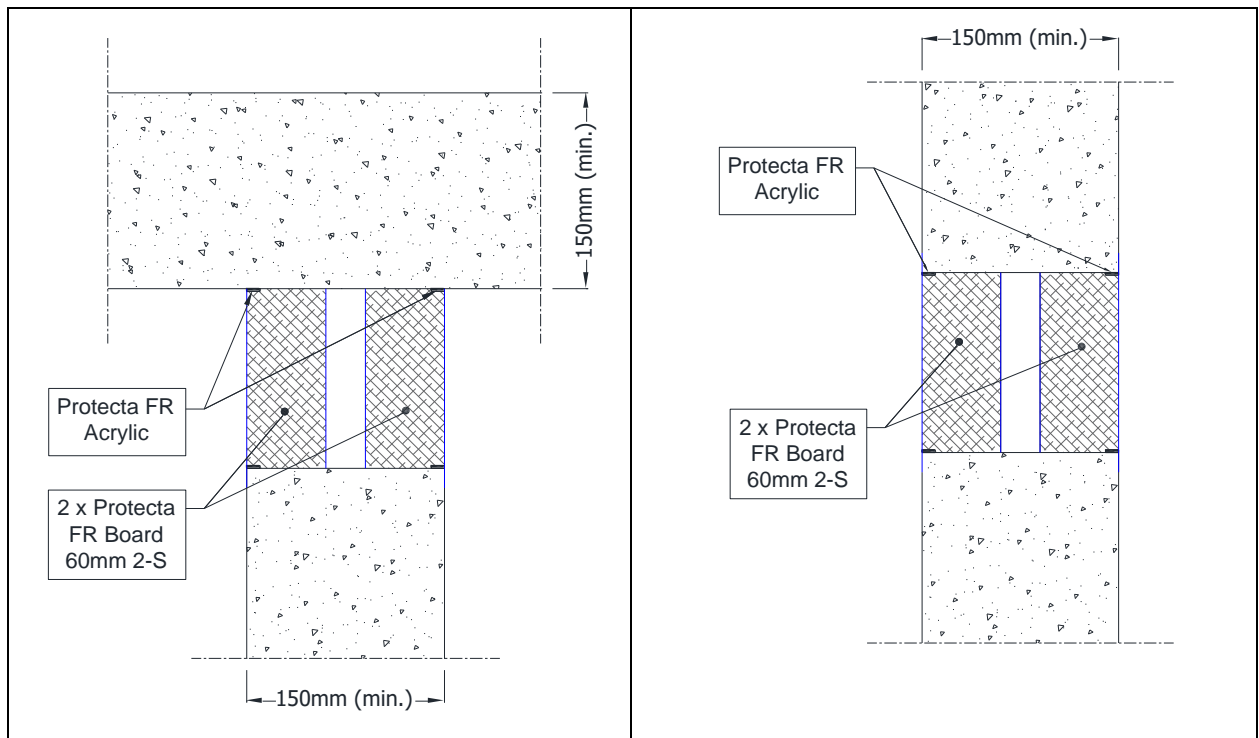 150mm (min.)
Protecta FR
Acrylic
2 x Protecta
FR Board
60mm 2-S
150mm (min.)
150mm (min.)
Protecta FR
Acrylic
2 x Protecta
FR Board
60mm 2-S